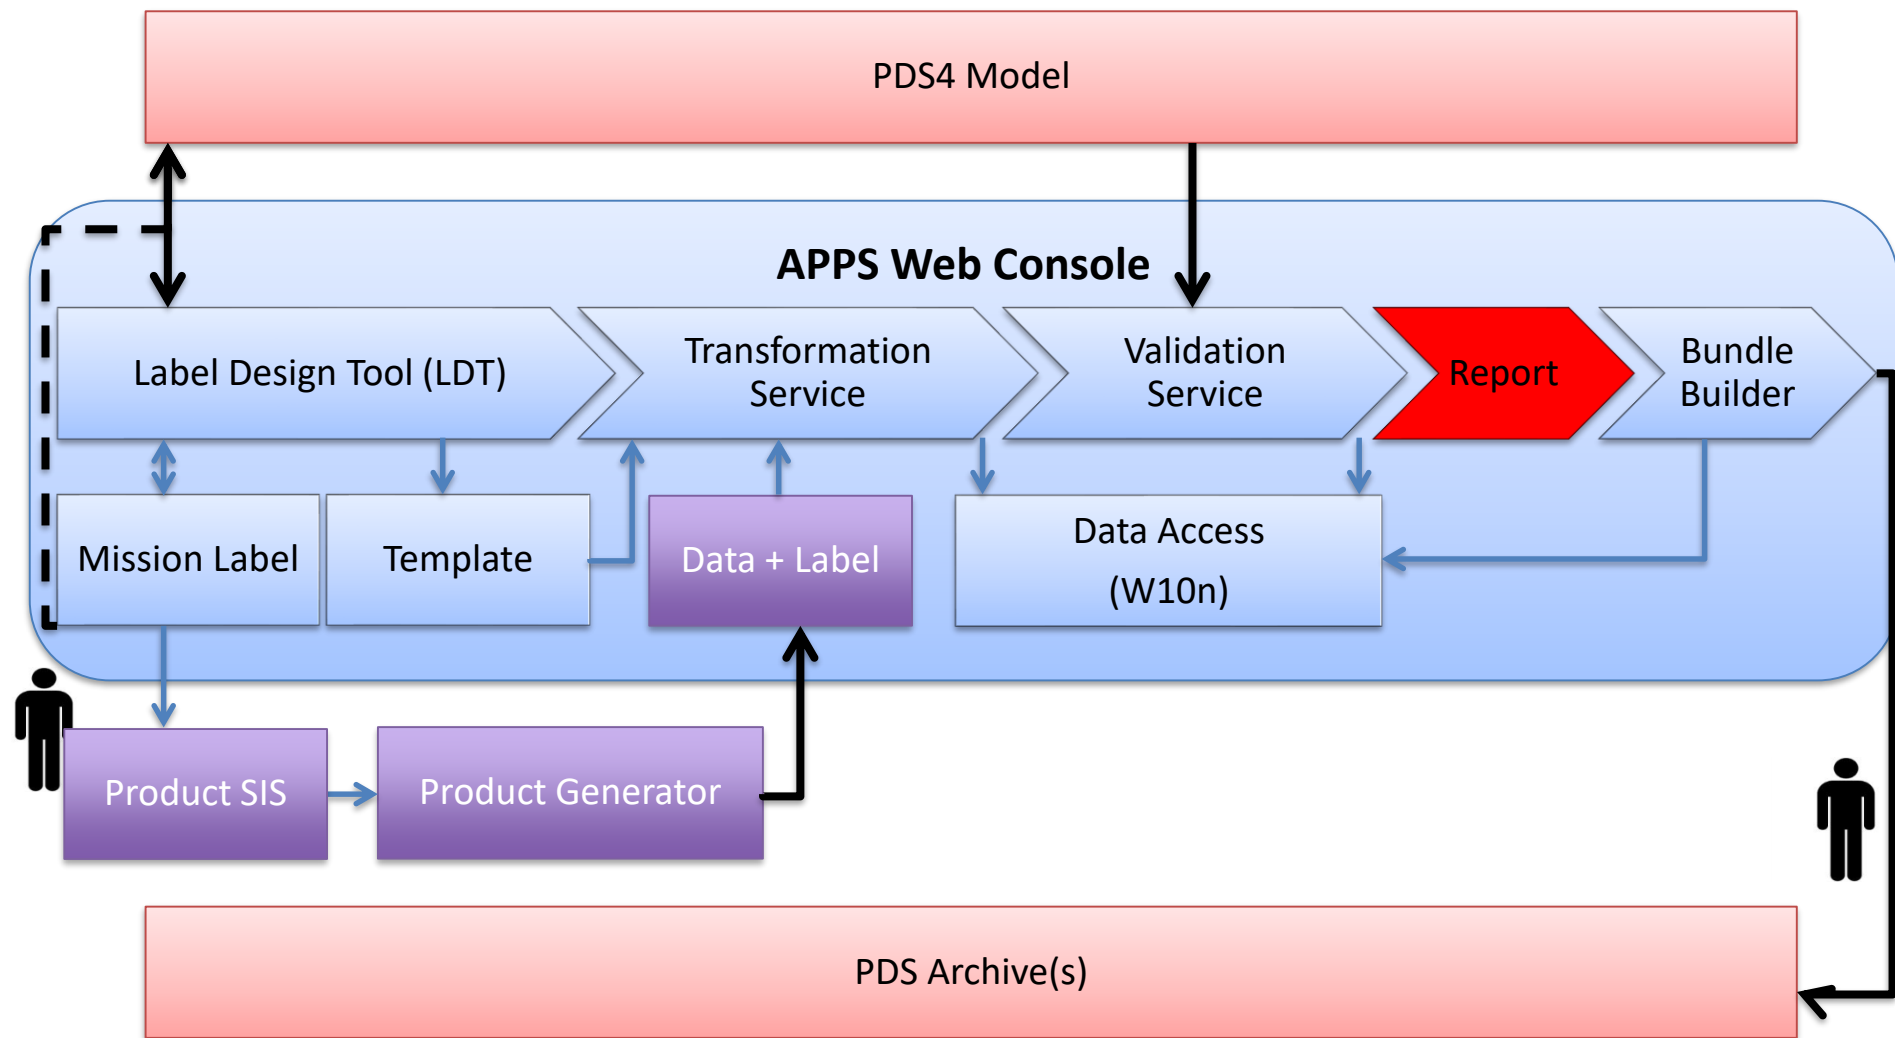 PDS4 Model
APPS Web Console
Label Design Tool (LDT)
Transformation
Service
Validation
Service
Report
Bundle
Builder
Mission Label
Template
Data + Label
Data Access
(W10n)
Product SIS
Product Generator
PDS Archive(s)